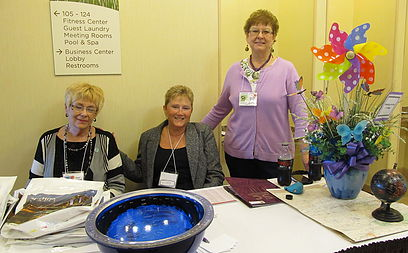 ← 105 - 124
Fitness Center
Guest Laundry
Meeting Rooms
Pool & Spa
→ Business Center
Lobby
Restrooms